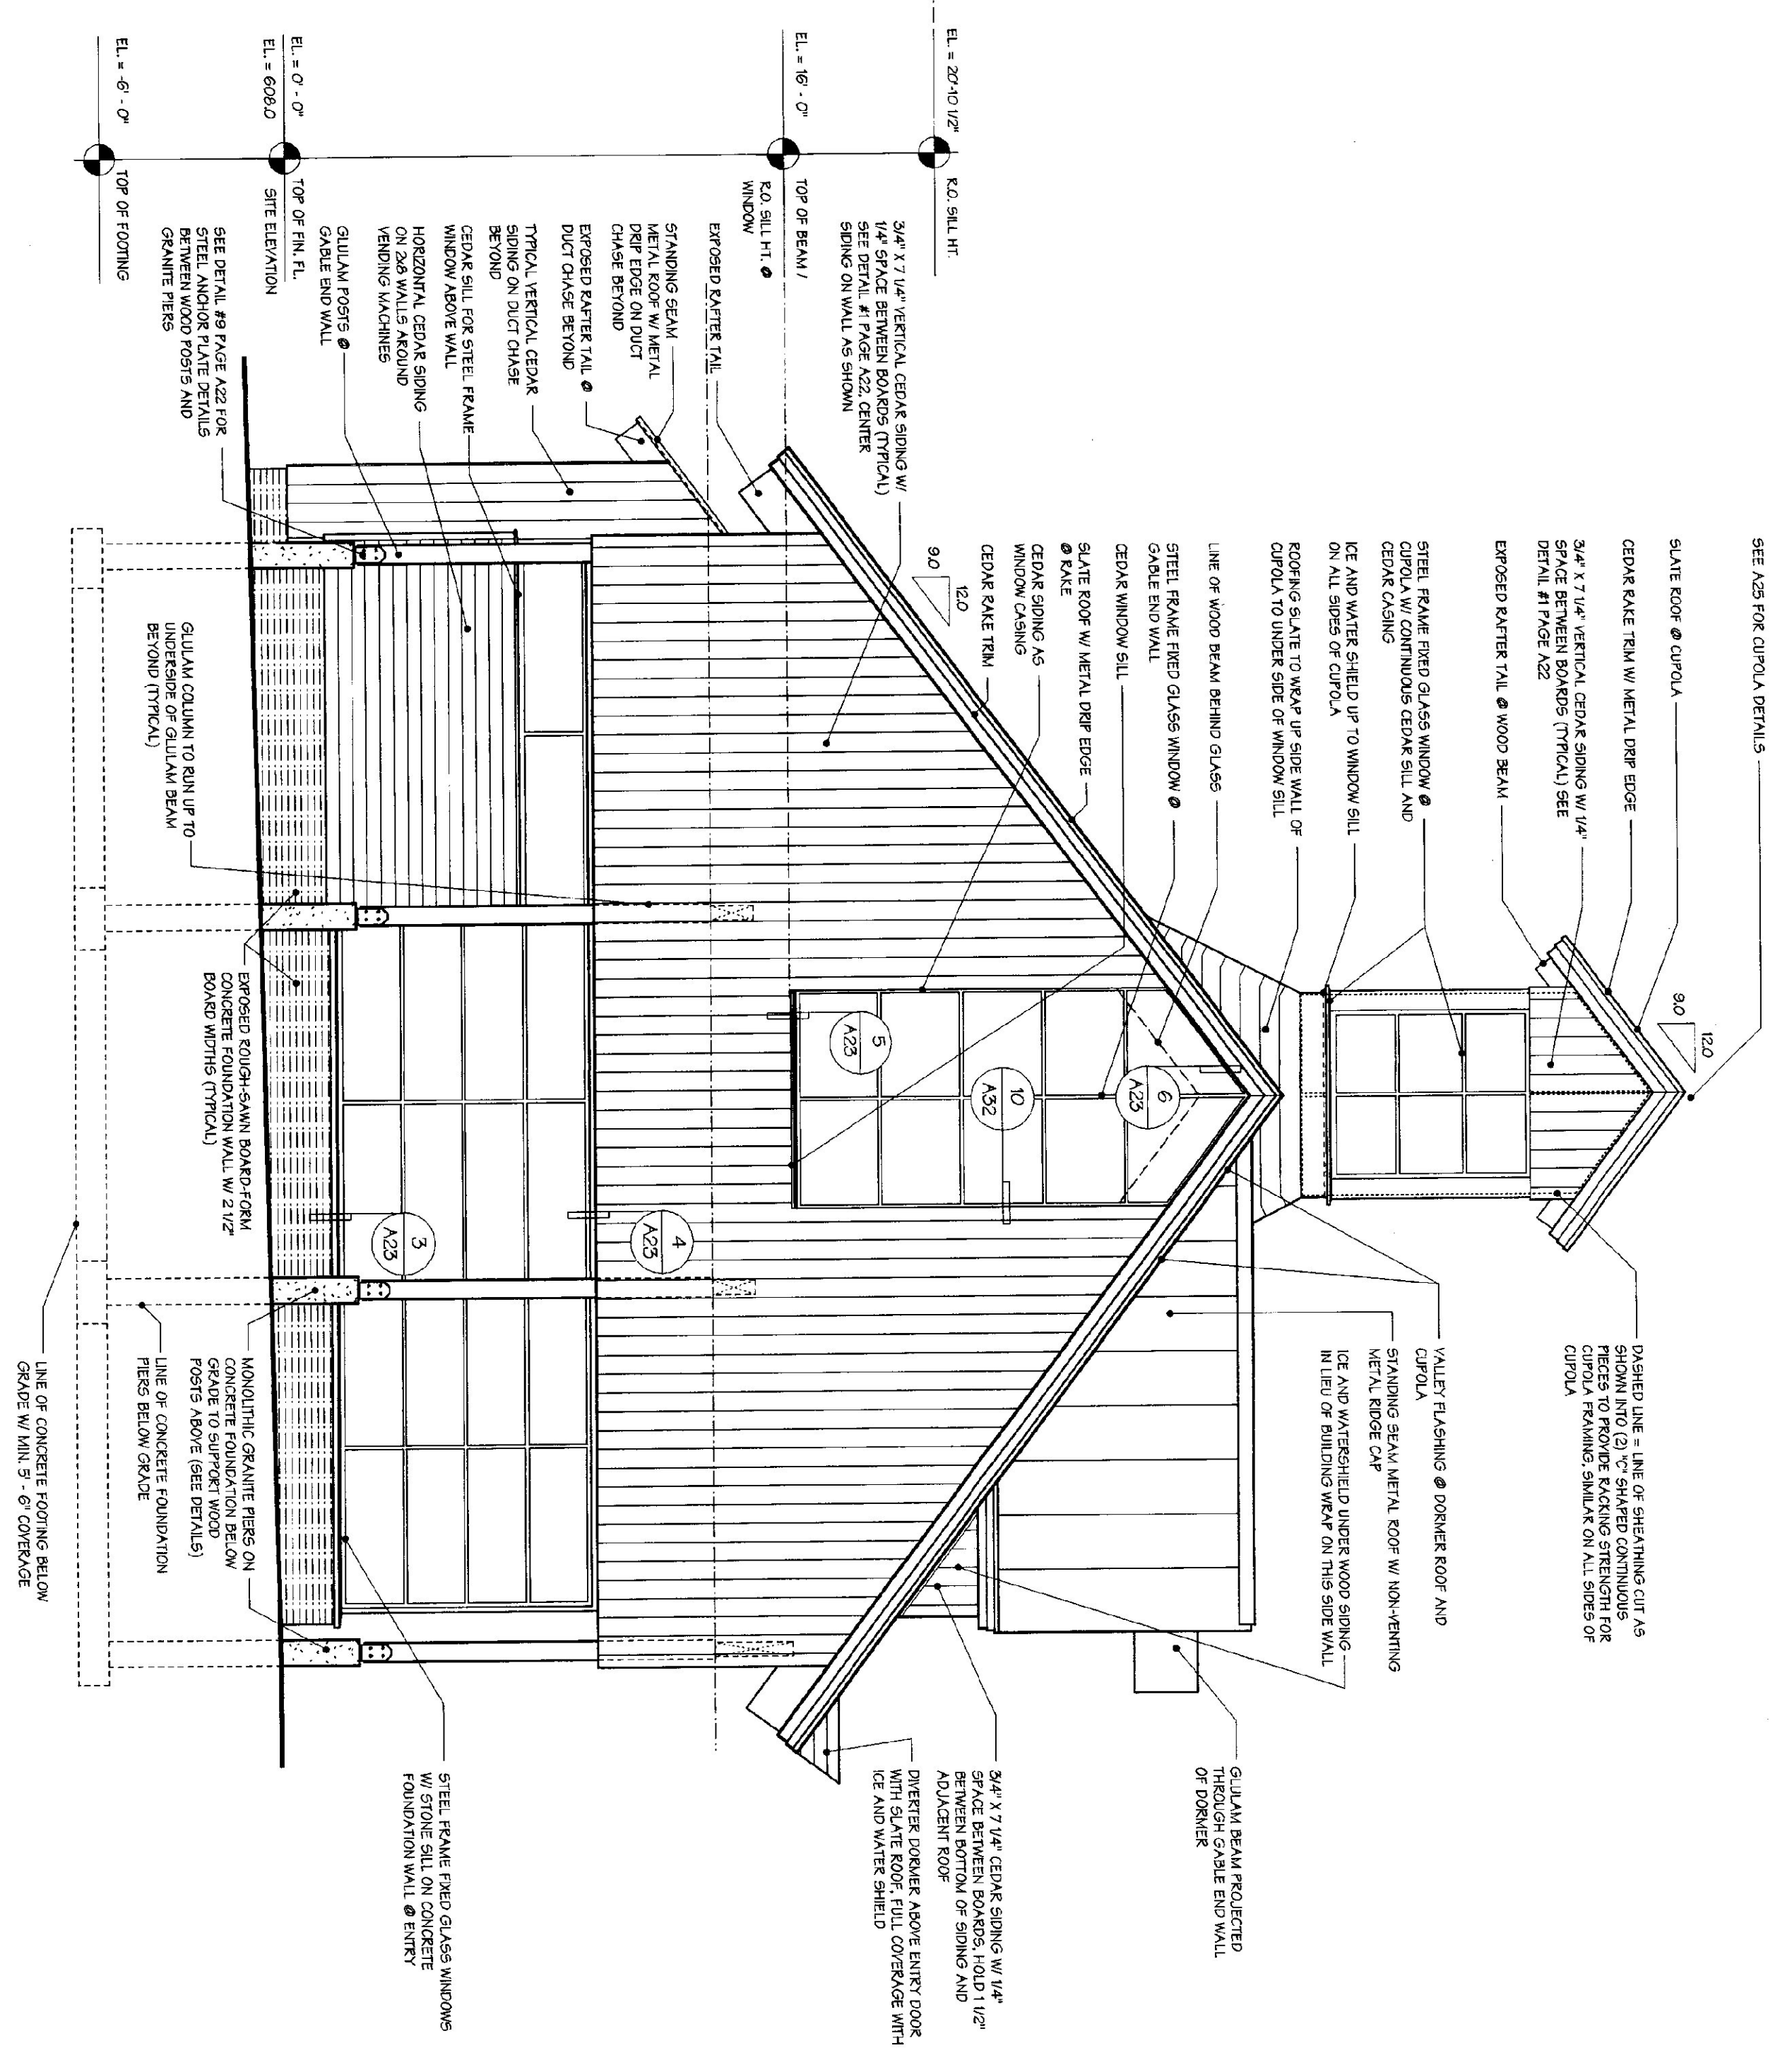 SEE A25 FOR CUPOLA DETAILS
SLATE ROOF @ CUPOLA
CEDAR RAKE TRIM W/ METAL DRIP EDGE
3/4" X 7 1/4" VERTICAL CEDAR SIDING W/ 1/4"
SPACE BETWEEN BOARDS (TYPICAL) SEE
DETAIL #1 PAGE A22
EXPOSED RAFTER TAIL @ WOOD BEAM
STEEL FRAME FIXED GLASS WINDOW @
CUPOLA W/ CONTINUOUS CEDAR SILL AND
CEDAR CASING
ICE AND WATER SHIELD UP TO WINDOW SILL
ON ALL SIDES OF CUPOLA
ROOFING SLATE TO WRAP UP SIDE WALL OF
CUPOLA TO UNDER SIDE OF WINDOW SILL
LINE OF WOOD BEAM BEHIND GLASS
STEEL FRAME FIXED GLASS WINDOW @
GABLE END WALL
CEDAR WINDOW SILL
SLATE ROOF W/ METAL DRIP EDGE
@ RAKE
CEDAR SIDING AS
WINDOW CASING
CEDAR RAKE TRIM
12.0
9.0
12.0
9.0
EL. = 20'-10 1/2"
R.O. SILL HT.
EL. = 16' - 0"
TOP OF BEAM /
R.O. SILL HT. @
WINDOW
EL. = 0' - 0"
EL. = 608.0
TOP OF FIN. FL.
SITE ELEVATION
EL. = -6' - 0"
TOP OF FOOTING
3/4" X 7 1/4" VERTICAL CEDAR SIDING W/
1/4" SPACE BETWEEN BOARDS (TYPICAL)
SEE DETAIL #1 PAGE A22. CENTER
SIDING ON WALL AS SHOWN
EXPOSED RAFTER TAIL
STANDING SEAM
METAL ROOF W/ METAL
DRIP EDGE ON DUCT
CHASE BEYOND
EXPOSED RAFTER TAIL @
DUCT CHASE BEYOND
TYPICAL VERTICAL CEDAR
SIDING ON DUCT CHASE
BEYOND
CEDAR SILL FOR STEEL FRAME
WINDOW ABOVE WALL
HORIZONTAL CEDAR SIDING
ON 2x8 WALLS AROUND
VENDING MACHINES
GLULAM POSTS @
GABLE END WALL
SEE DETAIL #9 PAGE A22 FOR
STEEL ANCHOR PLATE DETAILS
BETWEEN WOOD POSTS AND
GRANITE PIERS
GLULAM COLUMN TO RUN UP TO
UNDERSIDE OF GLULAM BEAM
BEYOND (TYPICAL)
EXPOSED ROUGH-SAWN BOARD-FORM
CONCRETE FOUNDATION WALL W/ 2 1/2"
BOARD WIDTHS (TYPICAL)
6
A23
10
A32
5
A23
4
A23
3
A23
DASHED LINE = LINE OF SHEATHING CUT AS
SHOWN INTO (2) "C" SHAPED CONTINUOUS
PIECES TO PROVIDE RACKING STRENGTH FOR
CUPOLA FRAMING, SIMILAR ON ALL SIDES OF
CUPOLA
VALLEY FLASHING @ DORMER ROOF AND
CUPOLA
STANDING SEAM METAL ROOF W/ NON-VENTING
METAL RIDGE CAP
ICE AND WATERSHIELD UNDER WOOD SIDING
IN LIEU OF BUILDING WRAP ON THIS SIDE WALL
GLULAM BEAM PROJECTED
THROUGH GABLE END WALL
OF DORMER
3/4" X 7 1/4" CEDAR SIDING W/ 1/4"
SPACE BETWEEN BOARDS, HOLD 1 1/2"
BETWEEN BOTTOM OF SIDING AND
ADJACENT ROOF
DIVERTER DORMER ABOVE ENTRY DOOR
WITH SLATE ROOF, FULL COVERAGE WITH
ICE AND WATER SHIELD
STEEL FRAME FIXED GLASS WINDOWS
W/ STONE SILL ON CONCRETE
FOUNDATION WALL @ ENTRY
MONOLITHIC GRANITE PIERS ON
CONCRETE FOUNDATION BELOW
GRADE TO SUPPORT WOOD
POSTS ABOVE (SEE DETAILS)
LINE OF CONCRETE FOUNDATION
PIERS BELOW GRADE
LINE OF CONCRETE FOOTING BELOW
GRADE W/ MIN. 5' - 6" COVERAGE